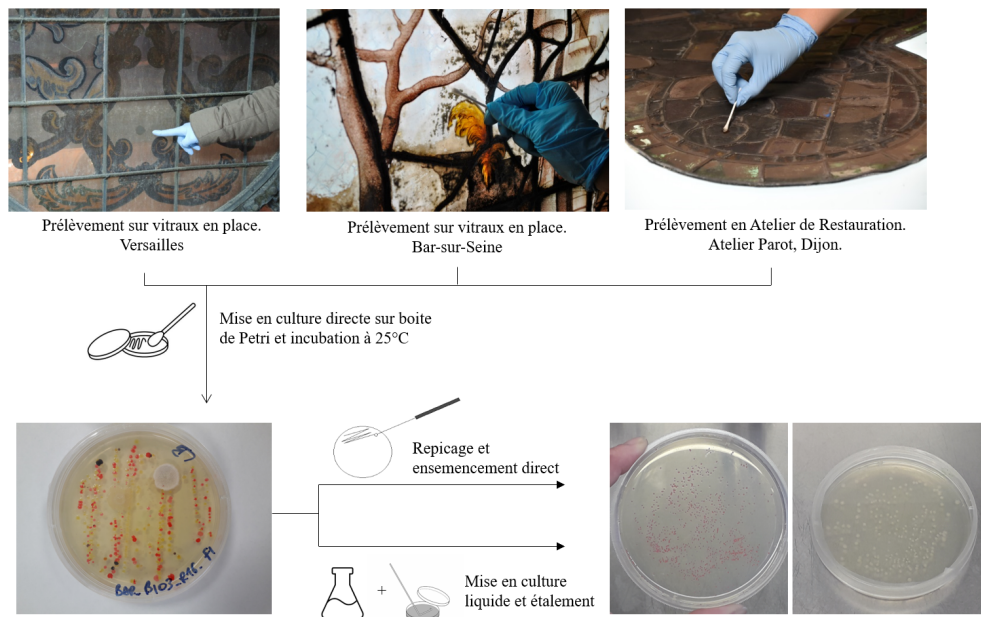 Prélèvement sur vitraux en place.
Versailles
Prélèvement sur vitraux en place.
Bar-sur-Seine
Prélèvement en Atelier de Restauration.
Atelier Parot, Dijon.
Mise en culture directe sur boite
de Petri et incubation à 25°C
Repicage et
ensemencement direct
+
Mise en culture
liquide et étalement